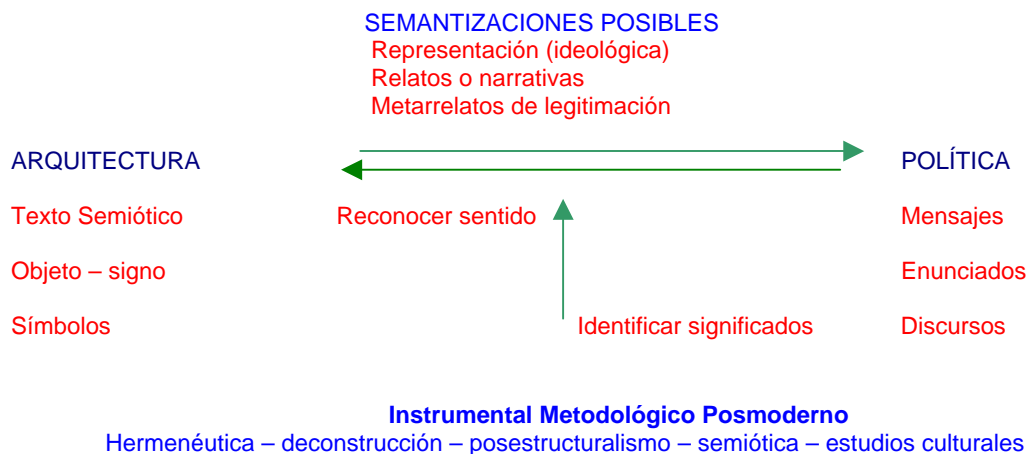 SEMANTIZACIONES POSIBLES
Representación (ideológica)
Relatos o narrativas
Metarrelatos de legitimación
ARQUITECTURA POLÍTICA
Texto Semiótico Reconocer sentido Mensajes
Objeto – signo Enunciados
Símbolos Identificar significados Discursos
Instrumental Metodológico Posmoderno
Hermenéutica – deconstrucción – posestructuralismo – semiótica – estudios culturales